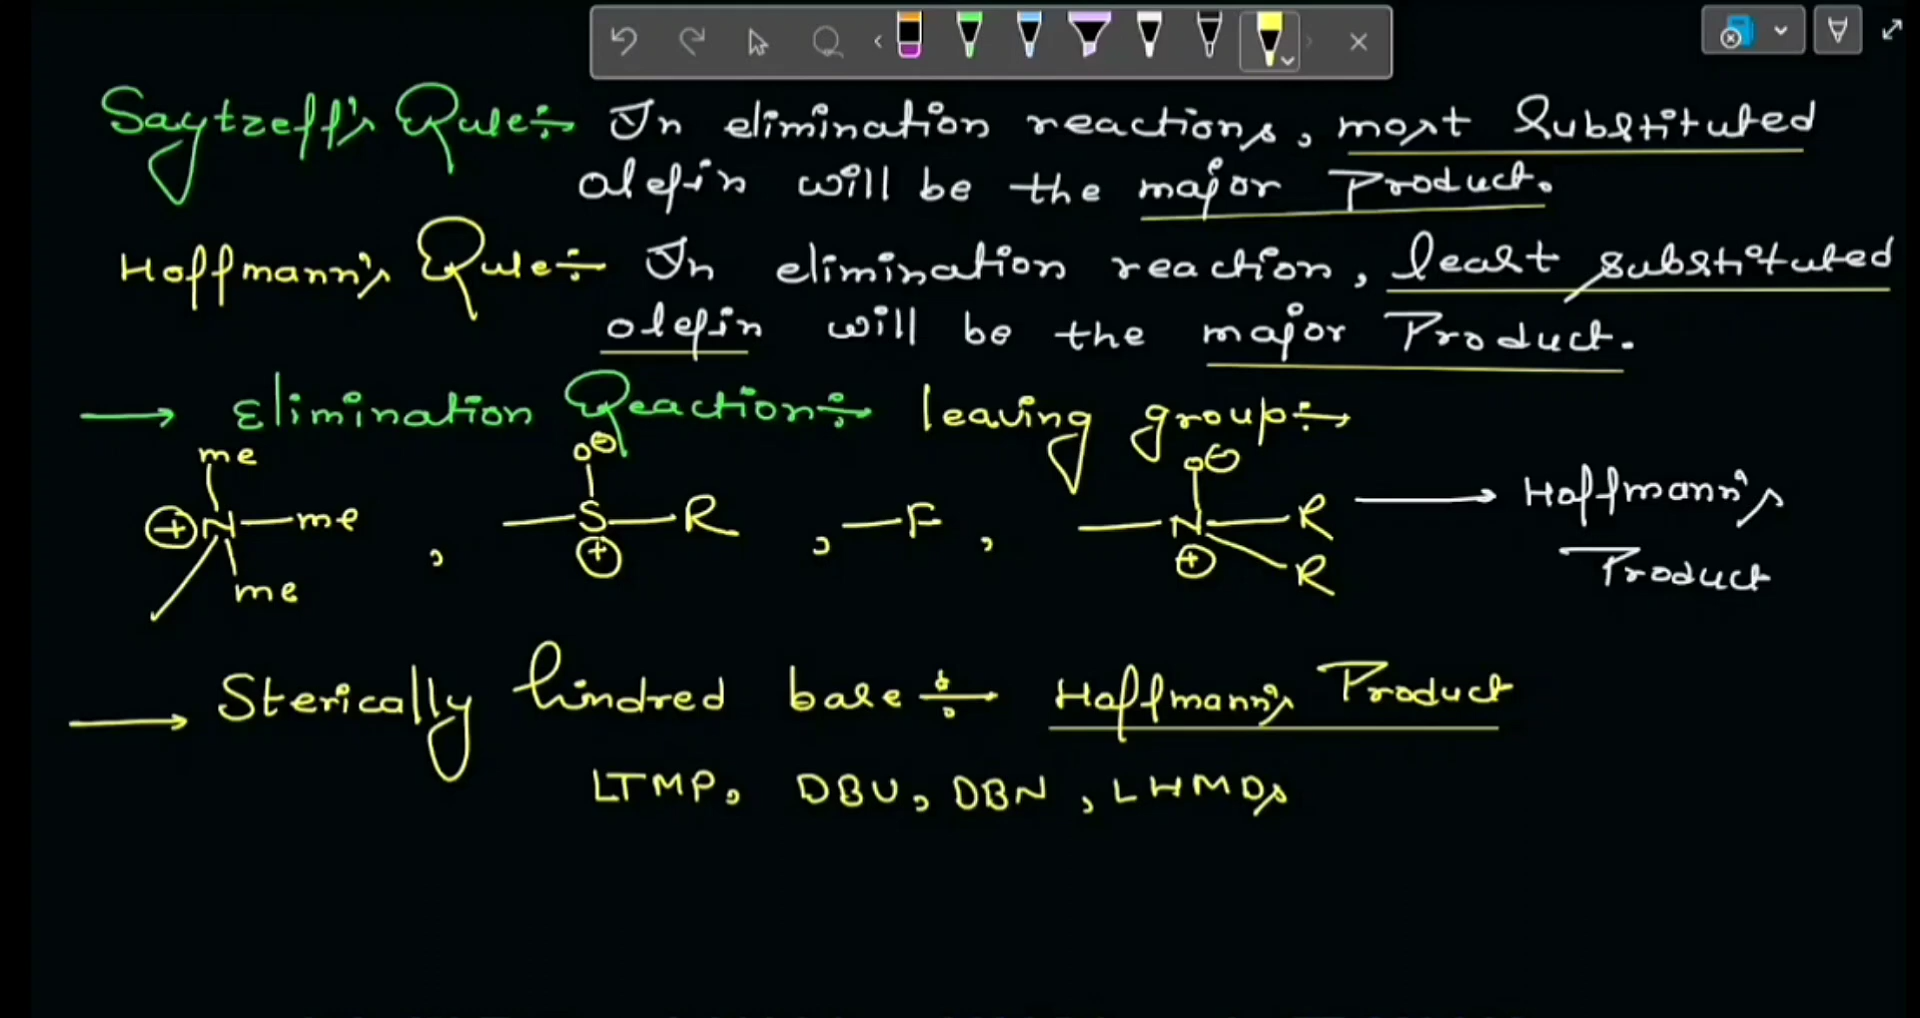 Saytzeff's Rule:- In elimination reactions, most Substituted
olefin will be the major Product.
Hoffmann's Rule:- In elimination reaction, least substituted
olefin will be the major Product.
→ Elimination Reaction:- leaving group:-
me
⊕N—me
me
,
O⊖
—S—R
⊕
, —F ,
O⊖
—N—R
⊕ R
→ Hoffmann's
Product
→ Sterically hindred base:- Hoffmann's Product
LTMP, DBU, DBN, LHMDs